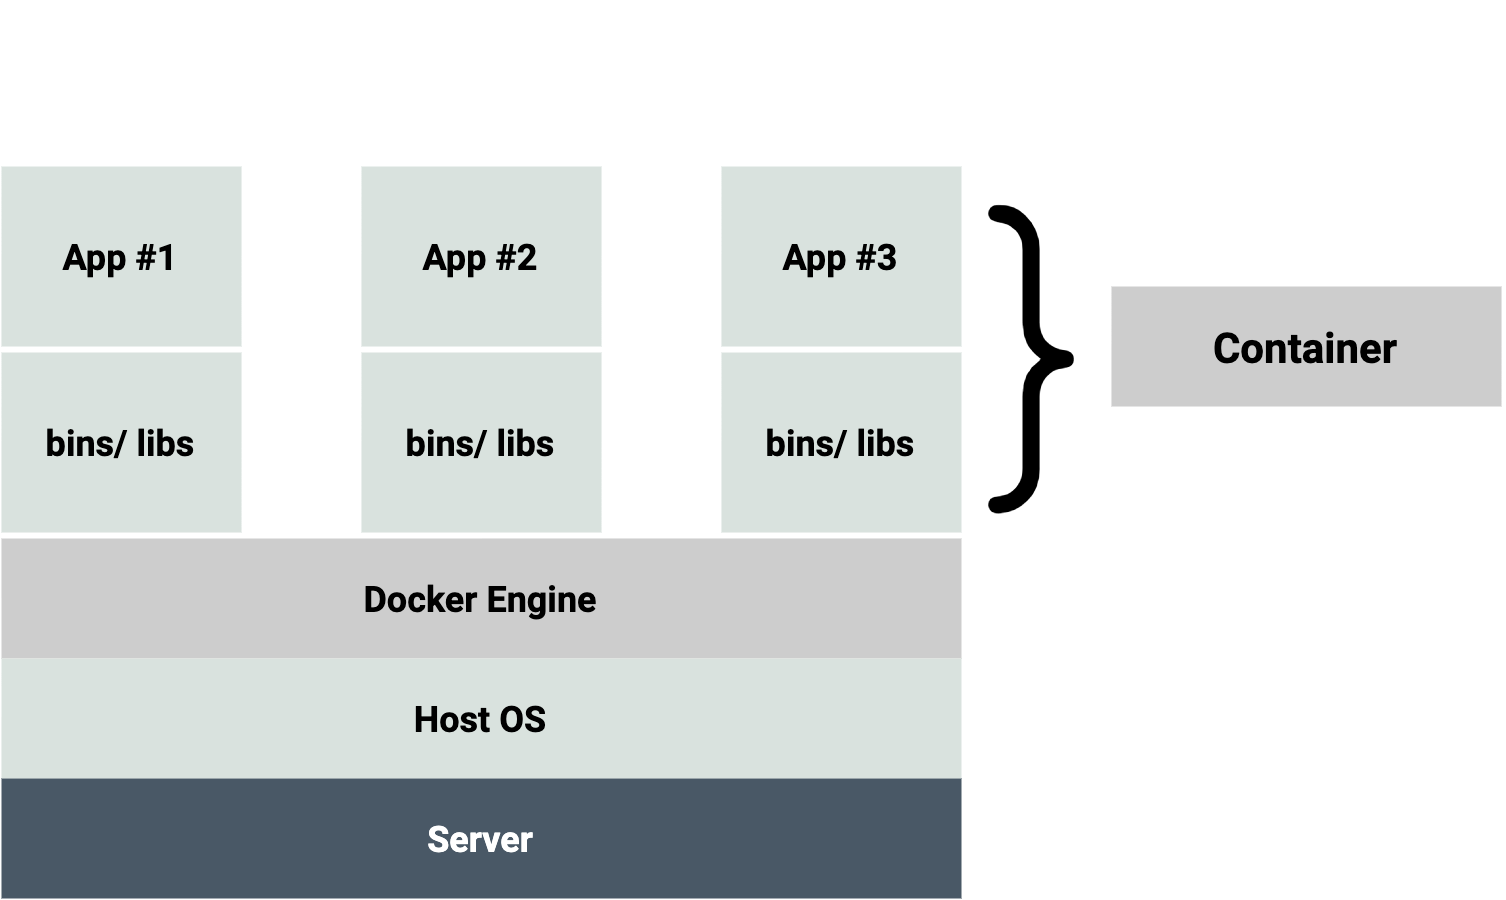 App #1
App #2
App #3
Container
bins/ libs
bins/ libs
bins/ libs
Docker Engine
Host OS
Server